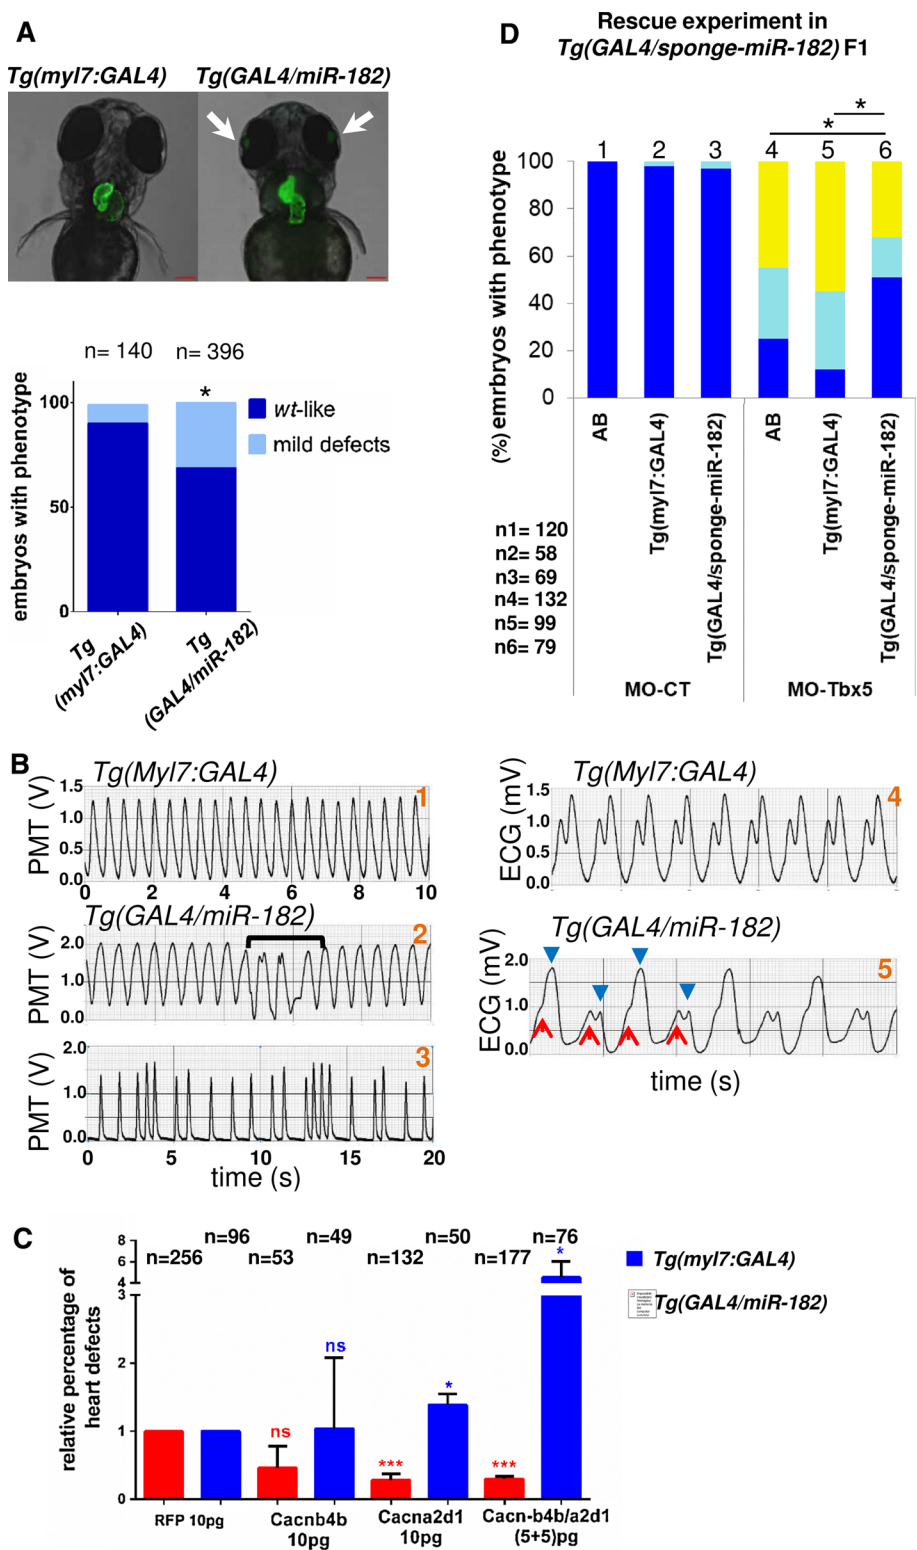 A
Tg(myl7:GAL4)
Tg(GAL4/miR-182)
n= 140
n= 396
embryos with phenotype
100
50
0
*
wt-like
mild defects
Tg
(myl7:GAL4)
Tg
(GAL4/miR-182)
D
Rescue experiment in
Tg(GAL4/sponge-miR-182) F1
*
*
1
2
3
4
5
6
(%) embryos with phenotype
100
80
60
40
20
0
AB
Tg(myl7:GAL4)
Tg(GAL4/sponge-miR-182)
AB
Tg(myl7:GAL4)
Tg(GAL4/sponge-miR-182)
n1= 120
n2= 58
n3= 69
n4= 132
n5= 99
n6= 79
MO-CT
MO-Tbx5
B
Tg(Myl7:GAL4)
PMT (V)
1.5
1.0
0.5
0.0
1
0 2 4 6 8 10
Tg(GAL4/miR-182)
PMT (V)
2.0
1.0
0.0
2
PMT (V)
2.0
1.0
0.0
3
0 5 10 15 20
time (s)
Tg(Myl7:GAL4)
ECG (mV)
1.5
1.0
0.5
0.0
4
Tg(GAL4/miR-182)
ECG (mV)
2.0
1.0
0.0
5
time (s)
C
relative percentage of
heart defects
8
6
4
3
2
1
0
n=256
n=96
n=53
n=49
n=132
n=50
n=177
n=76
ns
ns
***
*
***
*
RFP 10pg
Cacnb4b
10pg
Cacna2d1
10pg
Cacn-b4b/a2d1
(5+5)pg
Tg(myl7:GAL4)
Tg(GAL4/miR-182)